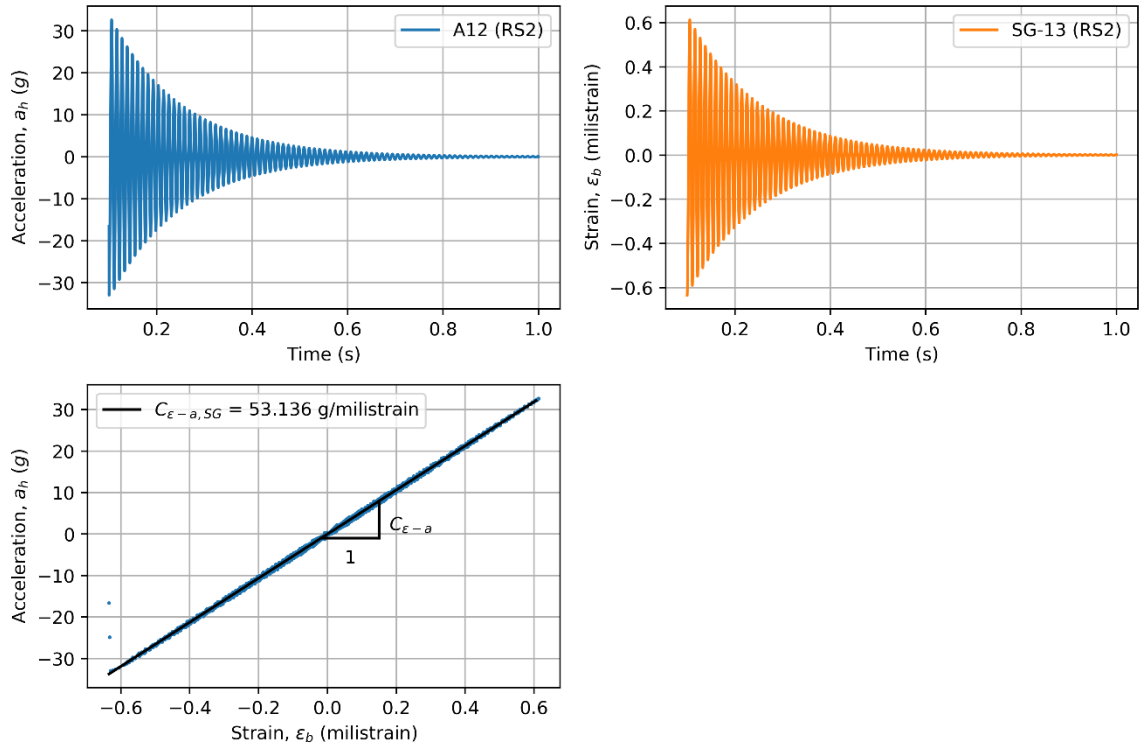 A12 (RS2)
Acceleration, a_h (g)
30
20
10
0
−10
−20
−30
0.2 0.4 0.6 0.8 1.0
Time (s)
SG-13 (RS2)
Strain, ε_b (milistrain)
0.6
0.4
0.2
0.0
−0.2
−0.4
−0.6
0.2 0.4 0.6 0.8 1.0
Time (s)
C_{ε−a,SG} = 53.136 g/milistrain
Acceleration, a_h (g)
30
20
10
0
−10
−20
−30
C_{ε−a}
1
−0.6 −0.4 −0.2 0.0 0.2 0.4 0.6
Strain, ε_b (milistrain)